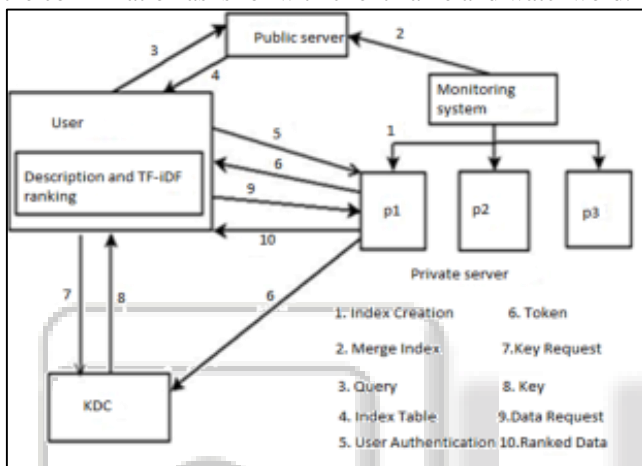 Public server
3
2
4
Monitoring
system
User
5
1
6
Description and TF-iDF
ranking
9
p1
p2
p3
10
Private server
7
8
6
1. Index Creation
6. Token
2. Merge Index
7.Key Request
3. Query
8. Key
KDC
4. Index Table
9.Data Request
5. User Authentication
10.Ranked Data